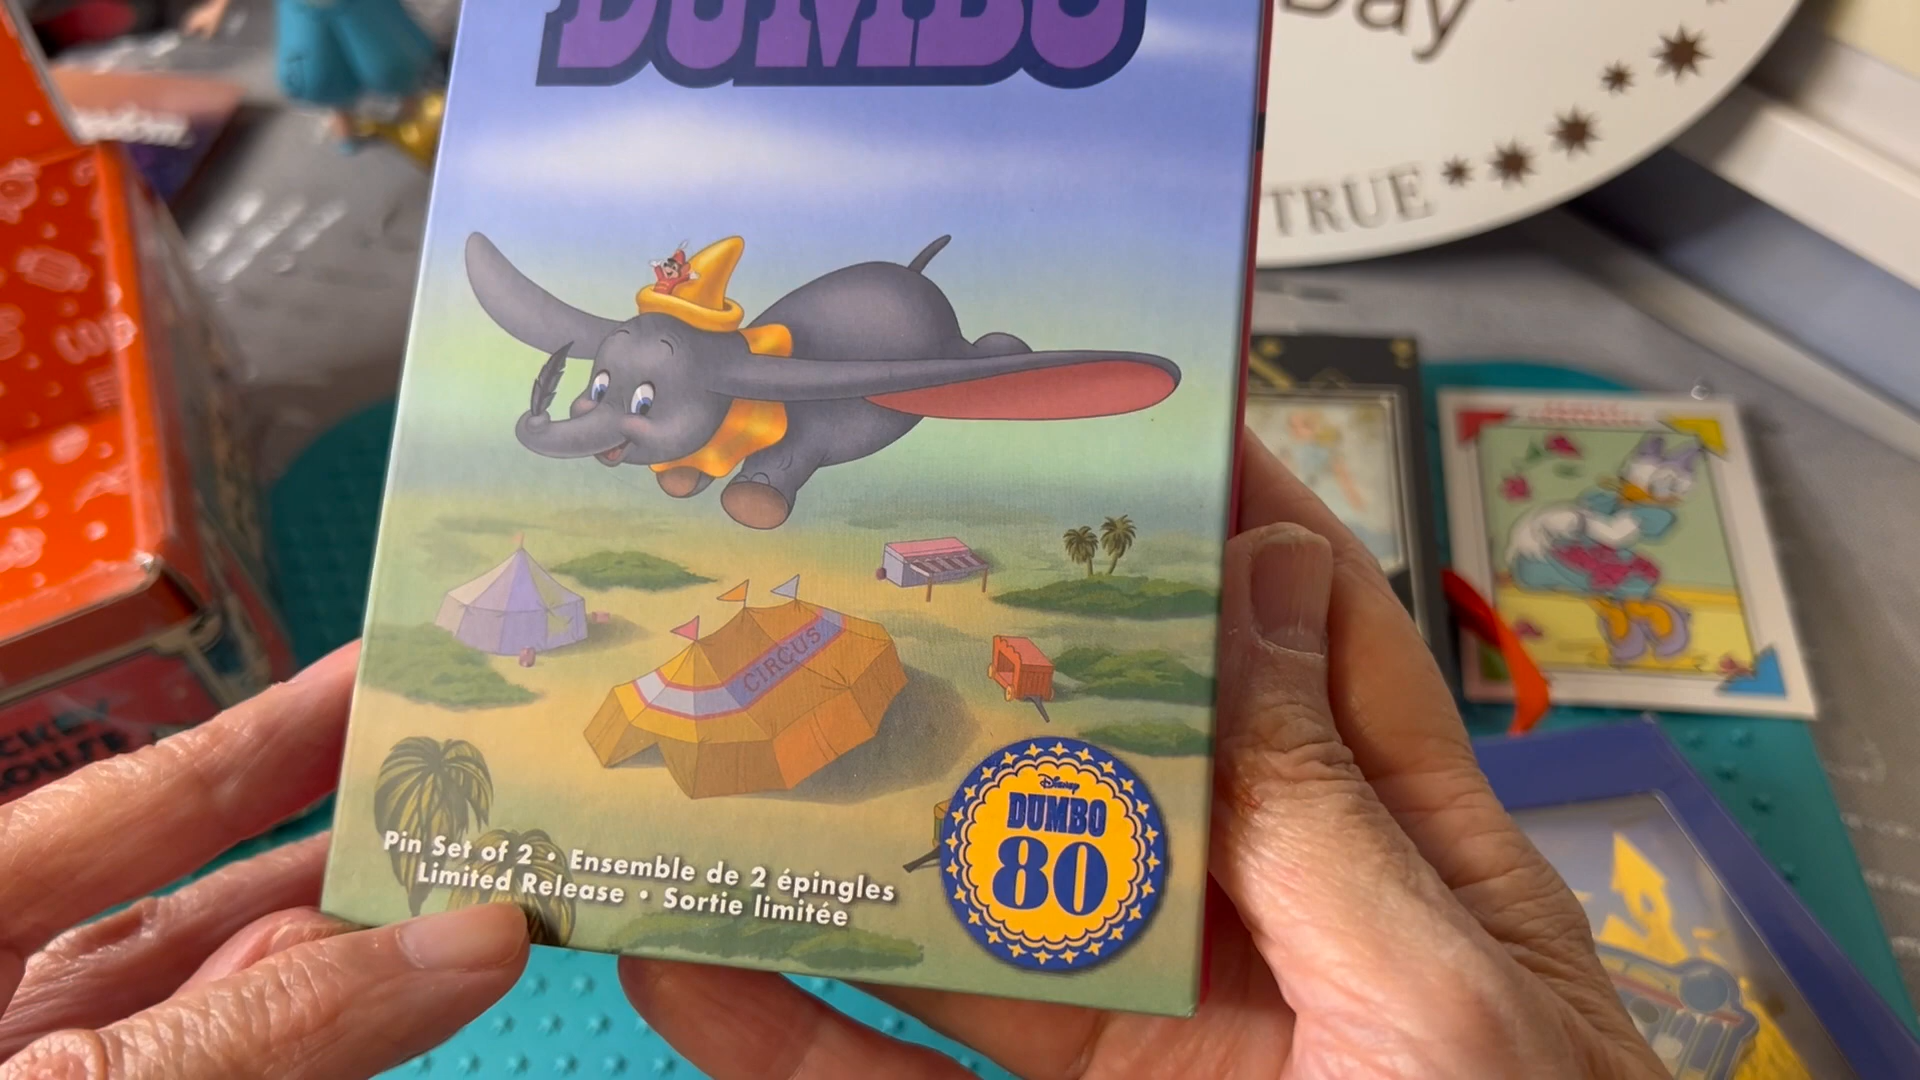 DUMBO
Day
TRUE
CIRCUS
Disney
DUMBO
80
Pin Set of 2 • Ensemble de 2 épingles
Limited Release • Sortie limitée